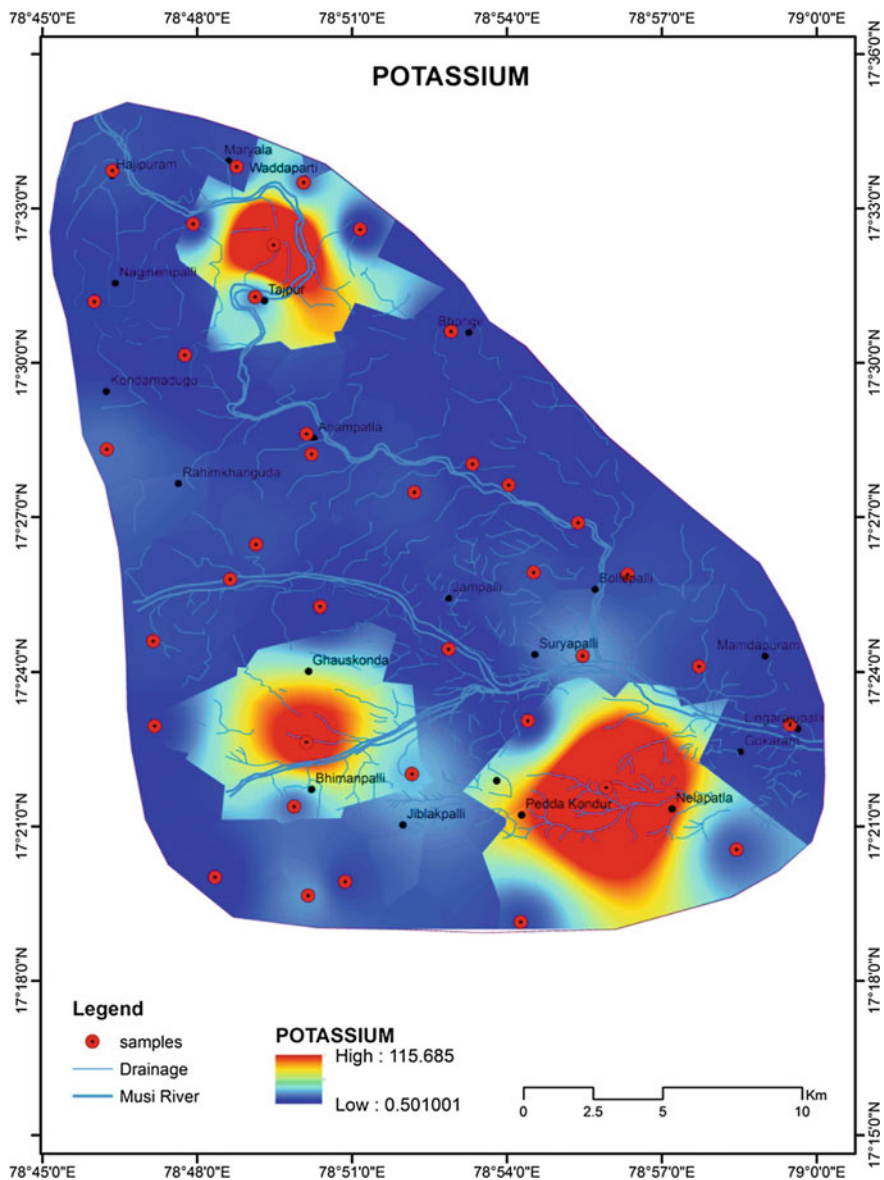 78°45'0"E 78°48'0"E 78°51'0"E 78°54'0"E 78°57'0"E 79°0'0"E
17°36'0"N 17°36'0"N
POTASSIUM
Maryala
Hajipuram Waddaparti
17°33'0"N 17°33'0"N
Naginenipalli
Tajpur
17°30'0"N 17°30'0"N
Kondamadugu
Rahimkhanguda
17°27'0"N 17°27'0"N
Jampalli
Suryapalli Mamdapuram
17°24'0"N 17°24'0"N
Ghauskonda
Gokaram
Bhimanpalli
Pedda Kondur Nelapatla
Jiblakpalli
17°21'0"N 17°21'0"N
17°18'0"N 17°18'0"N
Legend
samples
Drainage
Musi River
POTASSIUM
High : 115.685
Low : 0.501001
Km
0 2.5 5 10
17°15'0"N 17°15'0"N
78°45'0"E 78°48'0"E 78°51'0"E 78°54'0"E 78°57'0"E 79°0'0"E